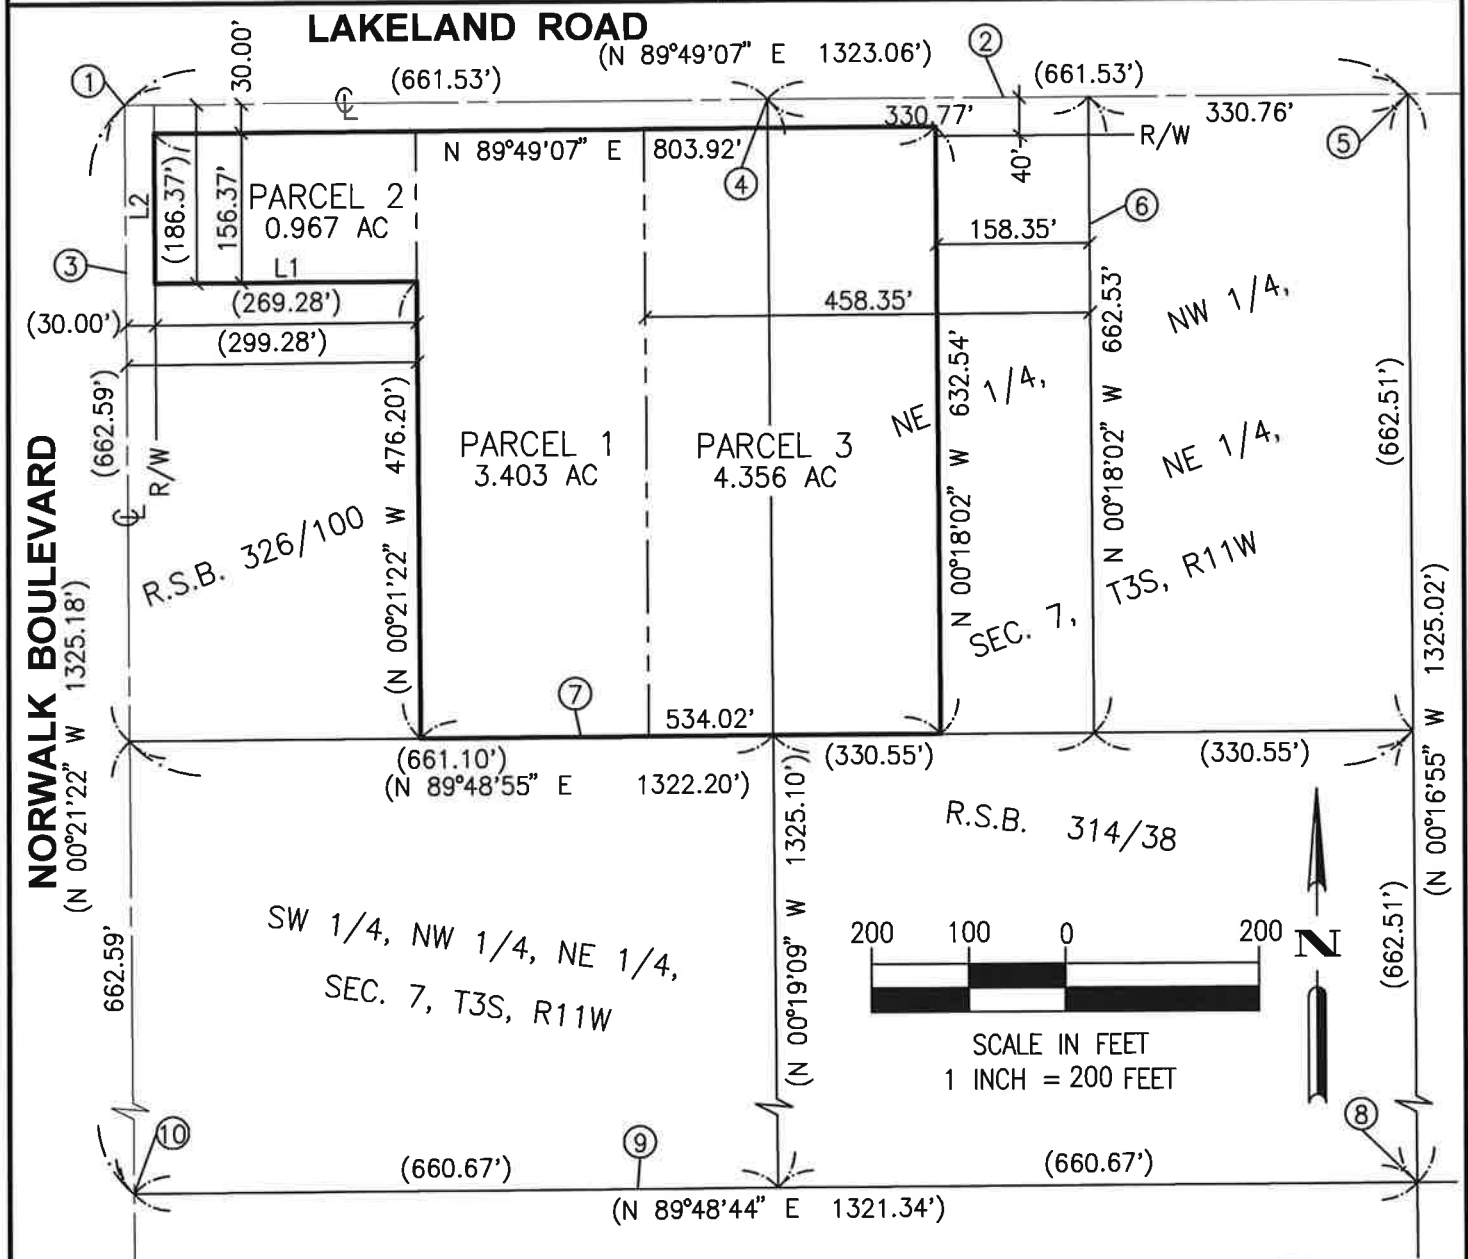 LAKELAND ROAD
(N 89°49'07" E 1323.06')
30.00'
(661.53')
(661.53')
1
2
℄
330.77'
330.76'
R/W
5
N 89°49'07" E 803.92'
4
40'
PARCEL 2
0.967 AC
L2
(186.37')
156.37'
6
158.35'
3
L1
(269.28')
(30.00')
(299.28')
458.35'
NW 1/4,
NE 1/4,
N 00°18'02" W 662.53'
N 00°18'02" W 632.54'
NE 1/4,
SEC. 7, T3S, R11W
(662.59')
R/W
(N 00°21'22" W 476.20')
PARCEL 1
3.403 AC
PARCEL 3
4.356 AC
(662.51')
℄
R.S.B. 326/100
NORWALK BOULEVARD
(N 00°21'22" W 1325.18')
7
534.02'
(661.10')
(330.55')
(330.55')
(N 89°48'55" E 1322.20')
(N 00°16'55" W 1325.02')
R.S.B. 314/38
(N 00°19'09" W 1325.10')
SW 1/4, NW 1/4, NE 1/4,
SEC. 7, T3S, R11W
662.59'
(662.51')
200 100 0 200
N
SCALE IN FEET
1 INCH = 200 FEET
10
9
8
(660.67')
(660.67')
(N 89°48'44" E 1321.34')